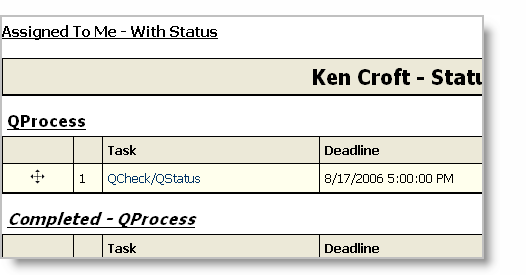 Assigned To Me - With Status
Ken Croft - Statu
QProcess
Task Deadline
1 QCheck/QStatus 8/17/2006 5:00:00 PM
Completed - QProcess
Task Deadline